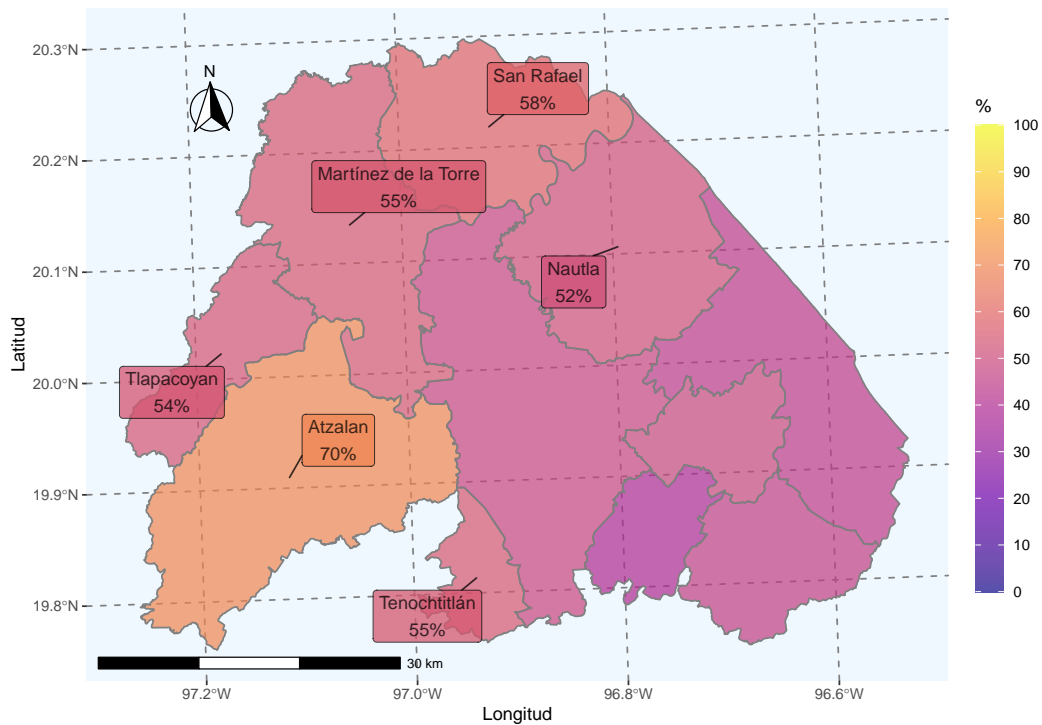 20.3°N
20.2°N
20.1°N
20.0°N
19.9°N
19.8°N
Latitud
N
San Rafael
58%
Martínez de la Torre
55%
Nautla
52%
Tlapacoyan
54%
Atzalan
70%
Tenochtitlán
55%
30 km
97.2°W
97.0°W
96.8°W
96.6°W
Longitud
%
100
90
80
70
60
50
40
30
20
10
0